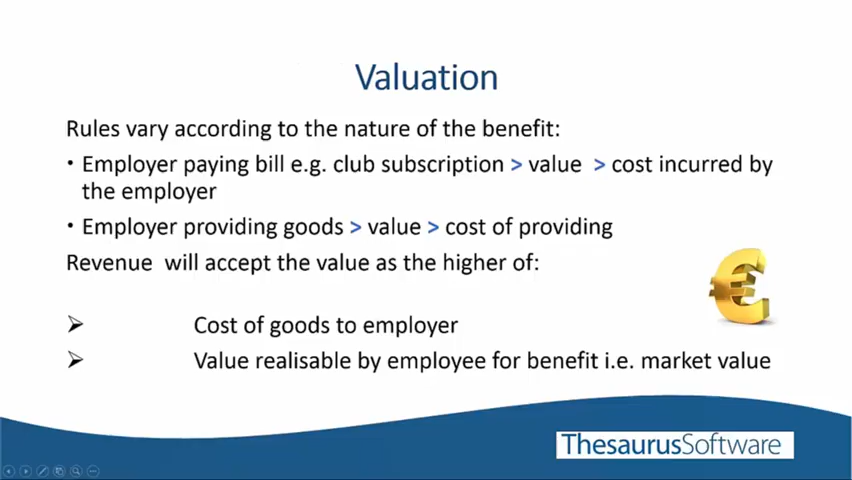 Valuation
Rules vary according to the nature of the benefit:
• Employer paying bill e.g. club subscription > value > cost incurred by
the employer
• Employer providing goods > value > cost of providing
Revenue will accept the value as the higher of:
➢ Cost of goods to employer
➢ Value realisable by employee for benefit i.e. market value
ThesaurusSoftware